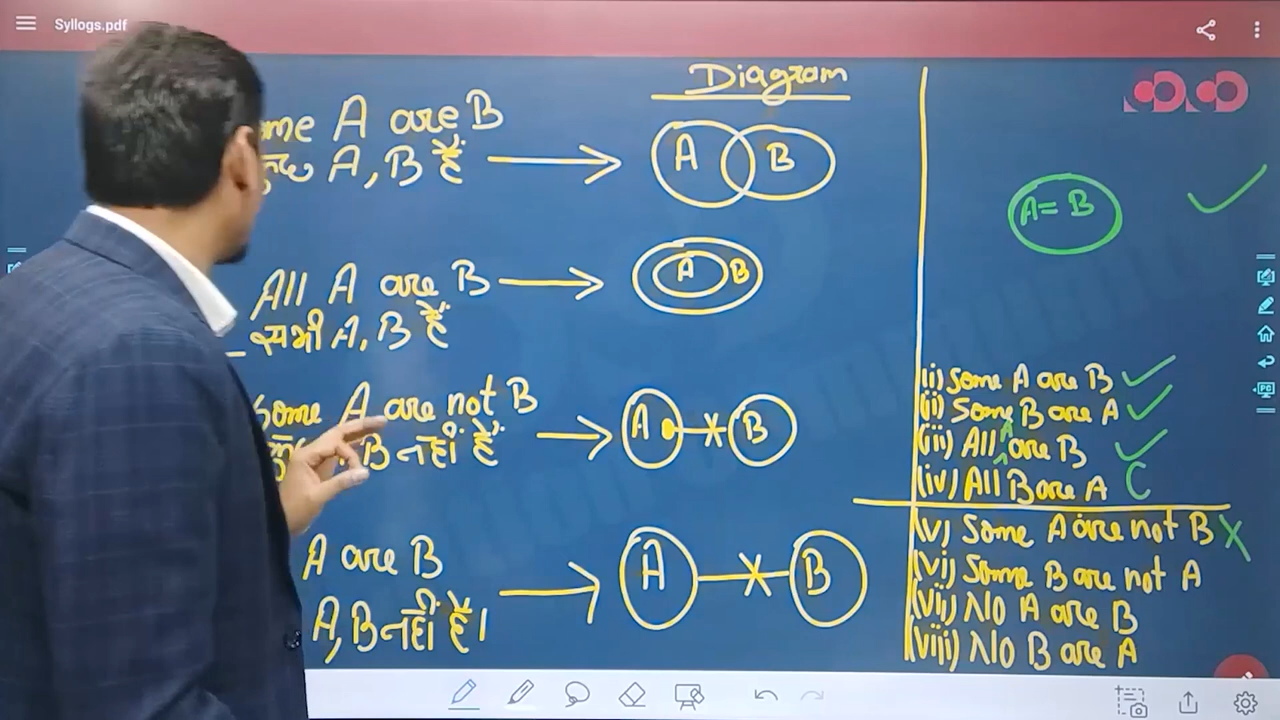 Syllogs.pdf
Diagram
ome A are B
A, B हैं
A B
A = B
All A are B
सभी A, B हैं
A B
Some A are not B
B नहीं हैं
A B
A are B
A, B नहीं है।
A B
(i) Some A are B
(ii) Some B are A
(iii) All A are B
(iv) All B are A C
(v) Some A are not B X
(vi) Some B are not A
(vii) NO A are B
(viii) NO B are A
PC